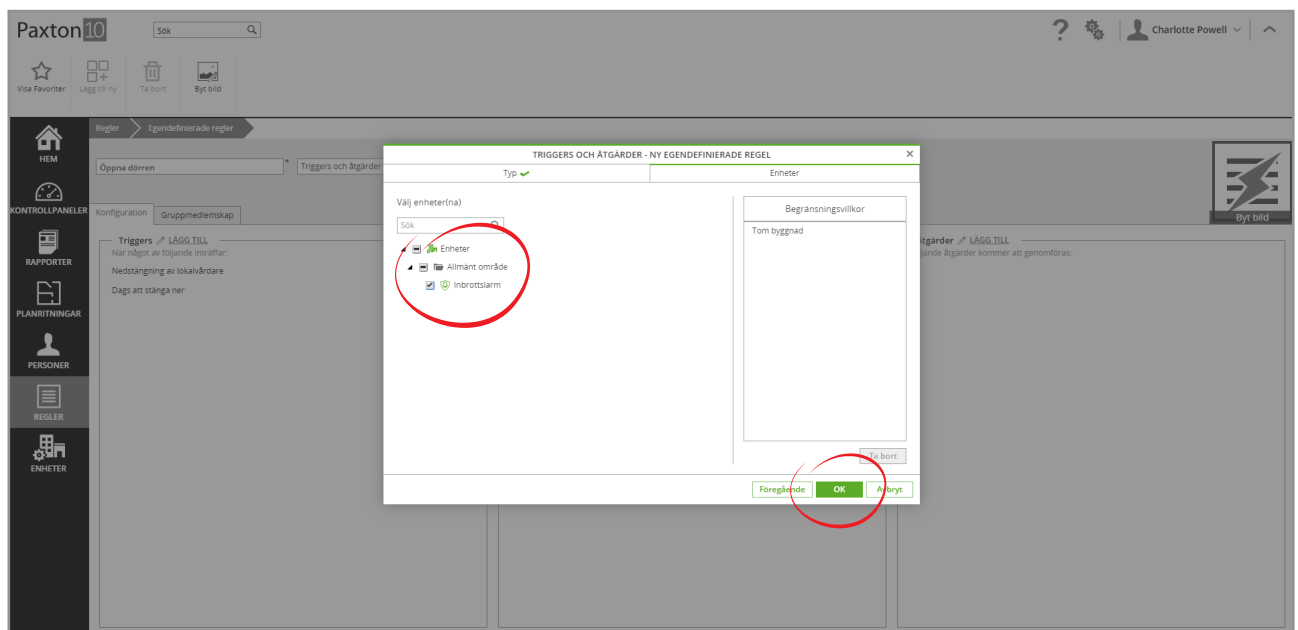 Paxton10
Sök
?
Charlotte Powell
Visa Favoriter
Lägg till ny
Ta bort
Byt bild
HEM
KONTROLLPANELER
RAPPORTER
PLANRITNINGAR
PERSONER
REGLER
ENHETER
Regler
Egendefinierade regler
Öppna dörren *
Triggers och åtgärder
Byt bild
Konfiguration
Gruppmedlemskap
Triggers LÄGG TILL
När något av följande inträffar:
Nedstängning av lokalvårdare
Dags att stänga ner
TRIGGERS OCH ÅTGÄRDER - NY EGENDEFINIERADE REGEL
Typ
Enheter
Välj enheter(na)
Sök
Enheter
Allmänt område
Inbrottslarm
Begränsningsvillkor
Tom byggnad
Ta bort
Föregående
OK
Avbryt
tgärder LÄGG TILL
ande åtgärder kommer att genomföras: